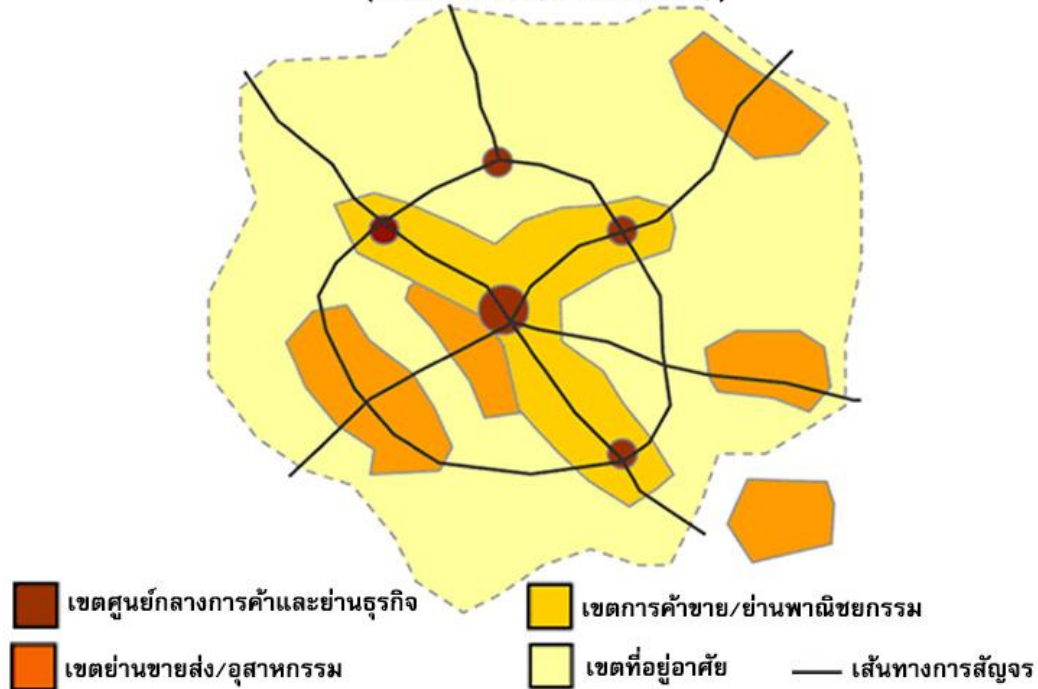 เขตศูนย์กลางการค้าและย่านธุรกิจ
เขตการค้าขาย/ย่านพาณิชยกรรม
เขตย่านขายส่ง/อุสาหกรรม
เขตที่อยู่อาศัย
เส้นทางการสัญจร